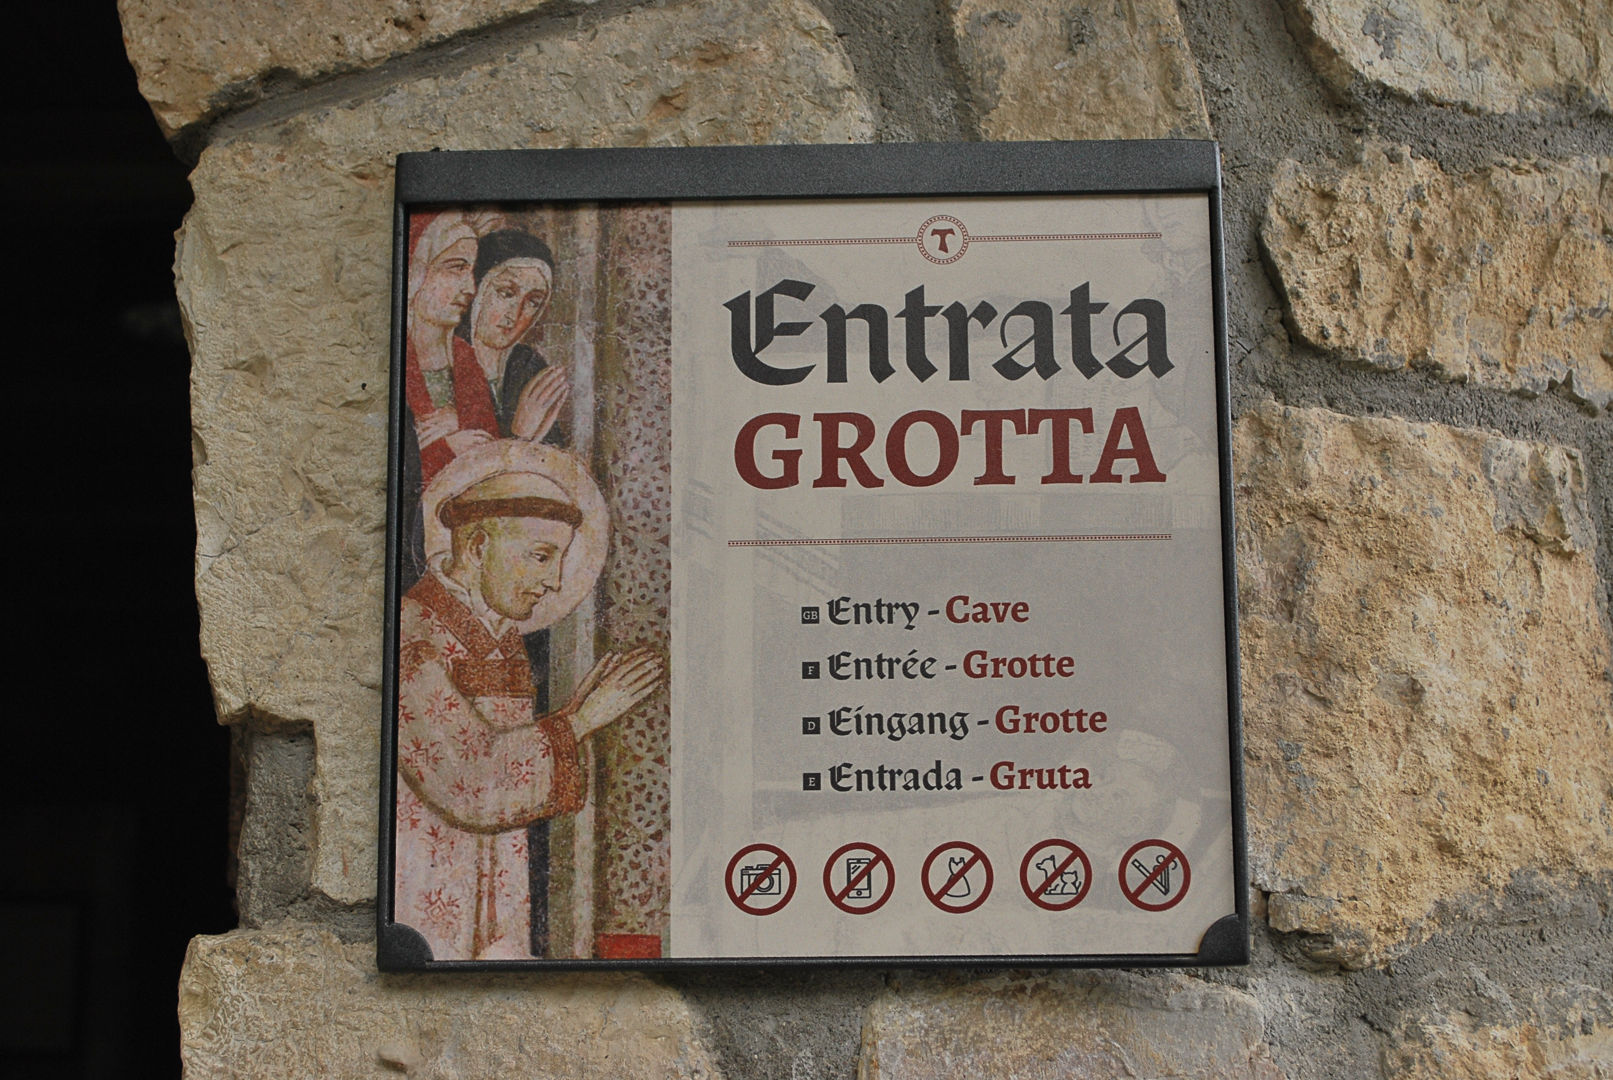 T
Entrata
GROTTA
GB Entry - Cave
F Entrée - Grotte
D Eingang - Grotte
E Entrada - Gruta